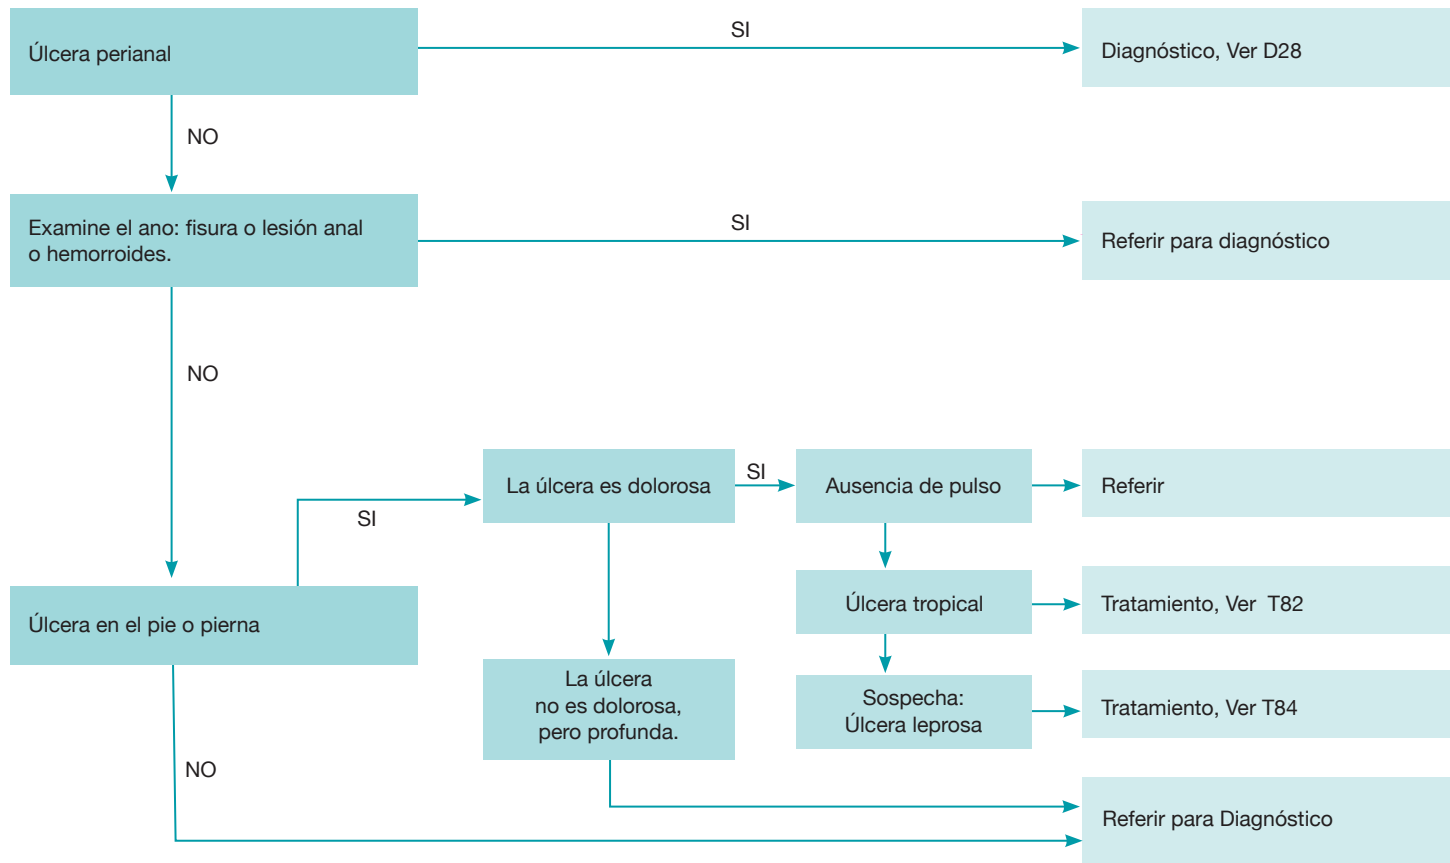 Úlcera perianal
SI
Diagnóstico, Ver D28
NO
Examine el ano: fisura o lesión anal
o hemorroides.
SI
Referir para diagnóstico
NO
La úlcera es dolorosa
SI
Ausencia de pulso
Referir
SI
Úlcera en el pie o pierna
Úlcera tropical
Tratamiento, Ver T82
La úlcera
no es dolorosa,
pero profunda.
Sospecha:
Úlcera leprosa
Tratamiento, Ver T84
NO
Referir para Diagnóstico